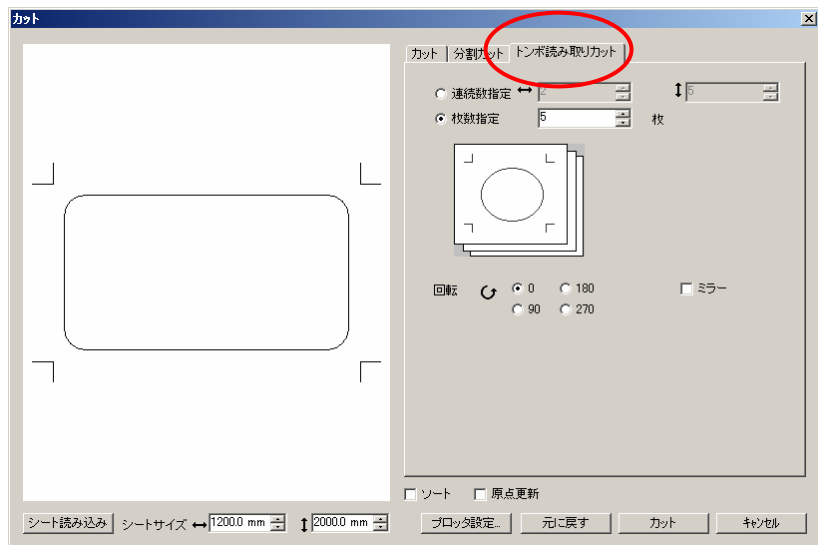 カット
カット 分割カット トンボ読み取りカット
連続数指定 2 5
枚数指定 5 枚
回転 0 180 ミラー
90 270
ソート 原点更新
シート読み込み シートサイズ 1200.0 mm 2000.0 mm プロッタ設定... 元に戻す カット キャンセル